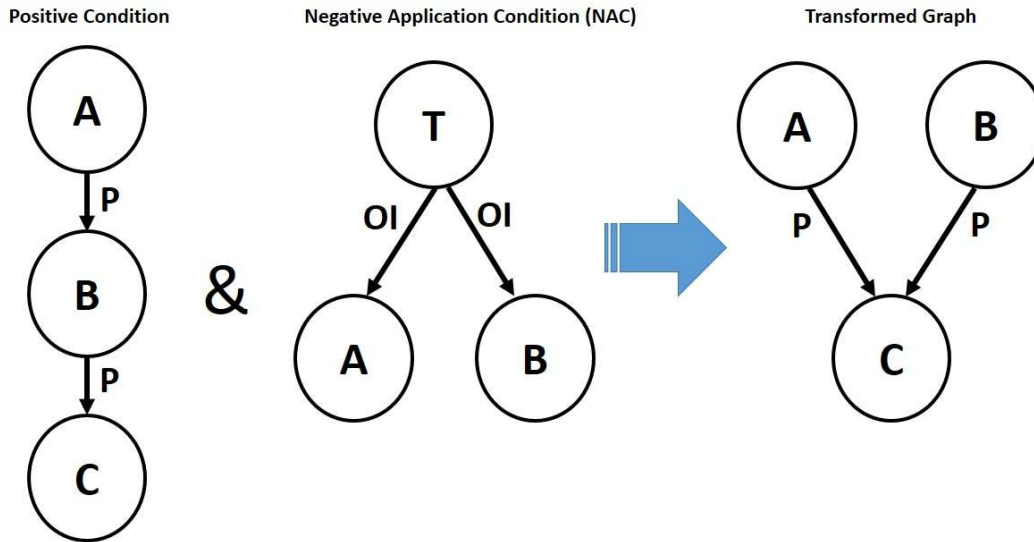 Positive Condition
A
P
B
P
C
&
Negative Application Condition (NAC)
T
OI
OI
A
B
Transformed Graph
A
B
P
P
C